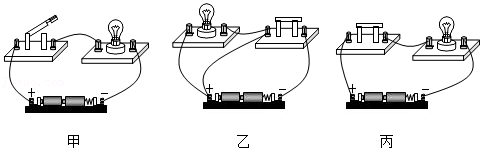 + − + − + −
甲 乙 丙